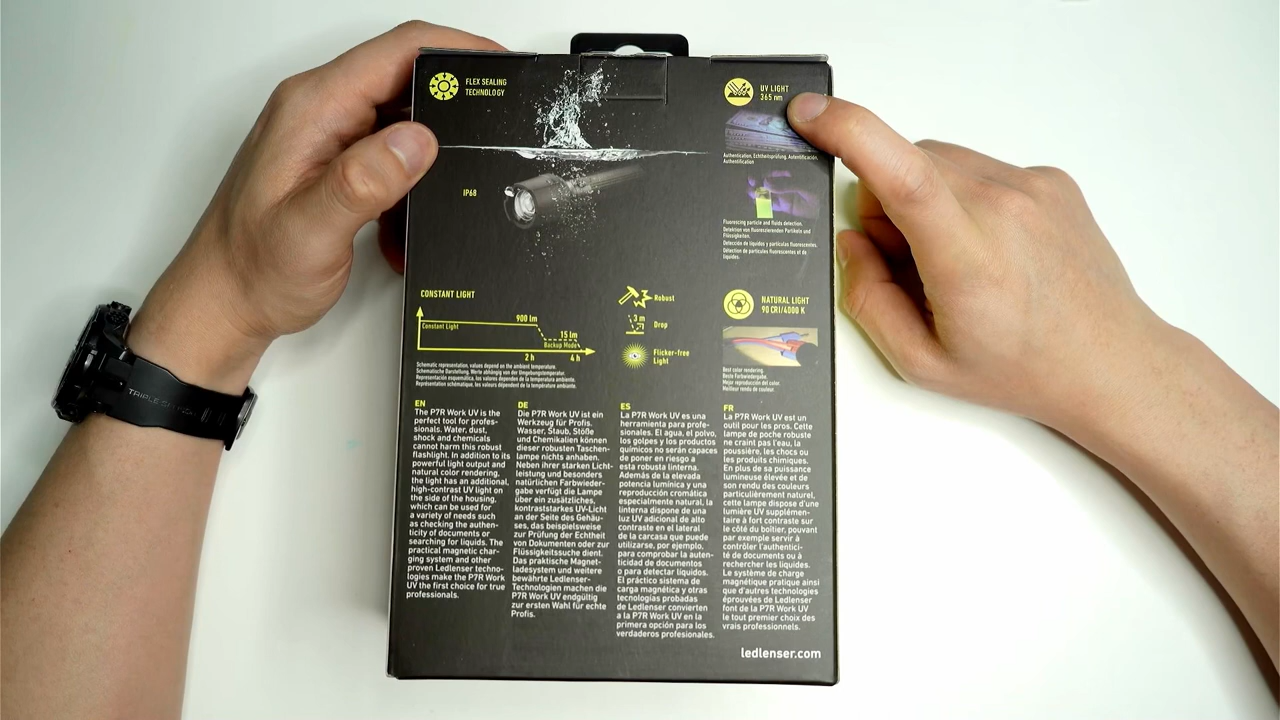 FLEX SEALING
TECHNOLOGY
IP68
UV LIGHT
365 nm
Authentication, Echtheitsprüfung, Autentificación,
Authentification
Fluorescing particle and fluids detection.
Detektion von fluoreszierenden Partikeln und
Flüssigkeiten.
Detección de líquidos y partículas fluorescentes.
Détection de particules fluorescentes et de
liquides.
CONSTANT LIGHT
900 lm
Constant Light
15 lm
Backup Mode
2 h
4 h
Schematic representation, values depend on the ambient temperature.
Schematische Darstellung, Werte abhängig von der Umgebungstemperatur.
Representación esquemática, los valores dependen de la temperatura ambiente.
Représentation schématique, les valeurs dépendent de la température ambiante.
Robust
3 m
Drop
Flicker-free
Light
NATURAL LIGHT
90 CRI/4000 K
Best color rendering.
Beste Farbwiedergabe.
Mejor reproducción del color.
Meilleur rendu de couleur.
EN
The P7R Work UV is the
perfect tool for profes-
sionals. Water, dust,
shock and chemicals
cannot harm this robust
flashlight. In addition to its
powerful light output and
natural color rendering,
the light has an additional,
high-contrast UV light on
the side of the housing,
which can be used for
a variety of needs such
as checking the authen-
ticity of documents or
searching for liquids. The
practical magnetic char-
ging system and other
proven Ledlenser techno-
logies make the P7R Work
UV the first choice for true
professionals.
DE
Die P7R Work UV ist ein
Werkzeug für Profis.
Wasser, Staub, Stöße
und Chemikalien können
dieser robusten Taschen-
lampe nichts anhaben.
Neben ihrer starken Licht-
leistung und besonders
natürlichen Farbwieder-
gabe verfügt die Lampe
über ein zusätzliches,
kontraststarkes UV-Licht
an der Seite des Gehäu-
ses, das beispielsweise
zur Prüfung der Echtheit
von Dokumenten oder zur
Flüssigkeitssuche dient.
Das praktische Magnet-
ladesystem und weitere
bewährte Ledlenser-
Technologien machen die
P7R Work UV endgültig
zur ersten Wahl für echte
Profis.
ES
La P7R Work UV es una
herramienta para profe-
sionales. El agua, el polvo,
los golpes y los productos
químicos no serán capaces
de poner en riesgo a
esta robusta linterna.
Además de la elevada
potencia lumínica y una
reproducción cromática
especialmente natural, la
linterna dispone de una
luz UV adicional de alto
contraste en el lateral
de la carcasa que puede
utilizarse, por ejemplo,
para comprobar la auten-
ticidad de documentos
o para detectar líquidos.
El práctico sistema de
carga magnética y otras
tecnologías probadas
de Ledlenser convierten
a la P7R Work UV en la
primera opción para los
verdaderos profesionales.
FR
La P7R Work UV est un
outil pour les pros. Cette
lampe de poche robuste
ne craint pas l'eau, la
poussière, les chocs ou
les produits chimiques.
En plus de sa puissance
lumineuse élevée et de
son rendu des couleurs
particulièrement naturel,
cette lampe dispose d'une
lumière UV supplémen-
taire à fort contraste sur
le côté du boîtier, pouvant
par exemple servir à
contrôler l'authentici-
té de documents ou à
rechercher les liquides.
Le système de charge
magnétique pratique ainsi
que d'autres technologies
éprouvées de Ledlenser
font de la P7R Work UV
le tout premier choix des
vrais professionnels.
ledlenser.com